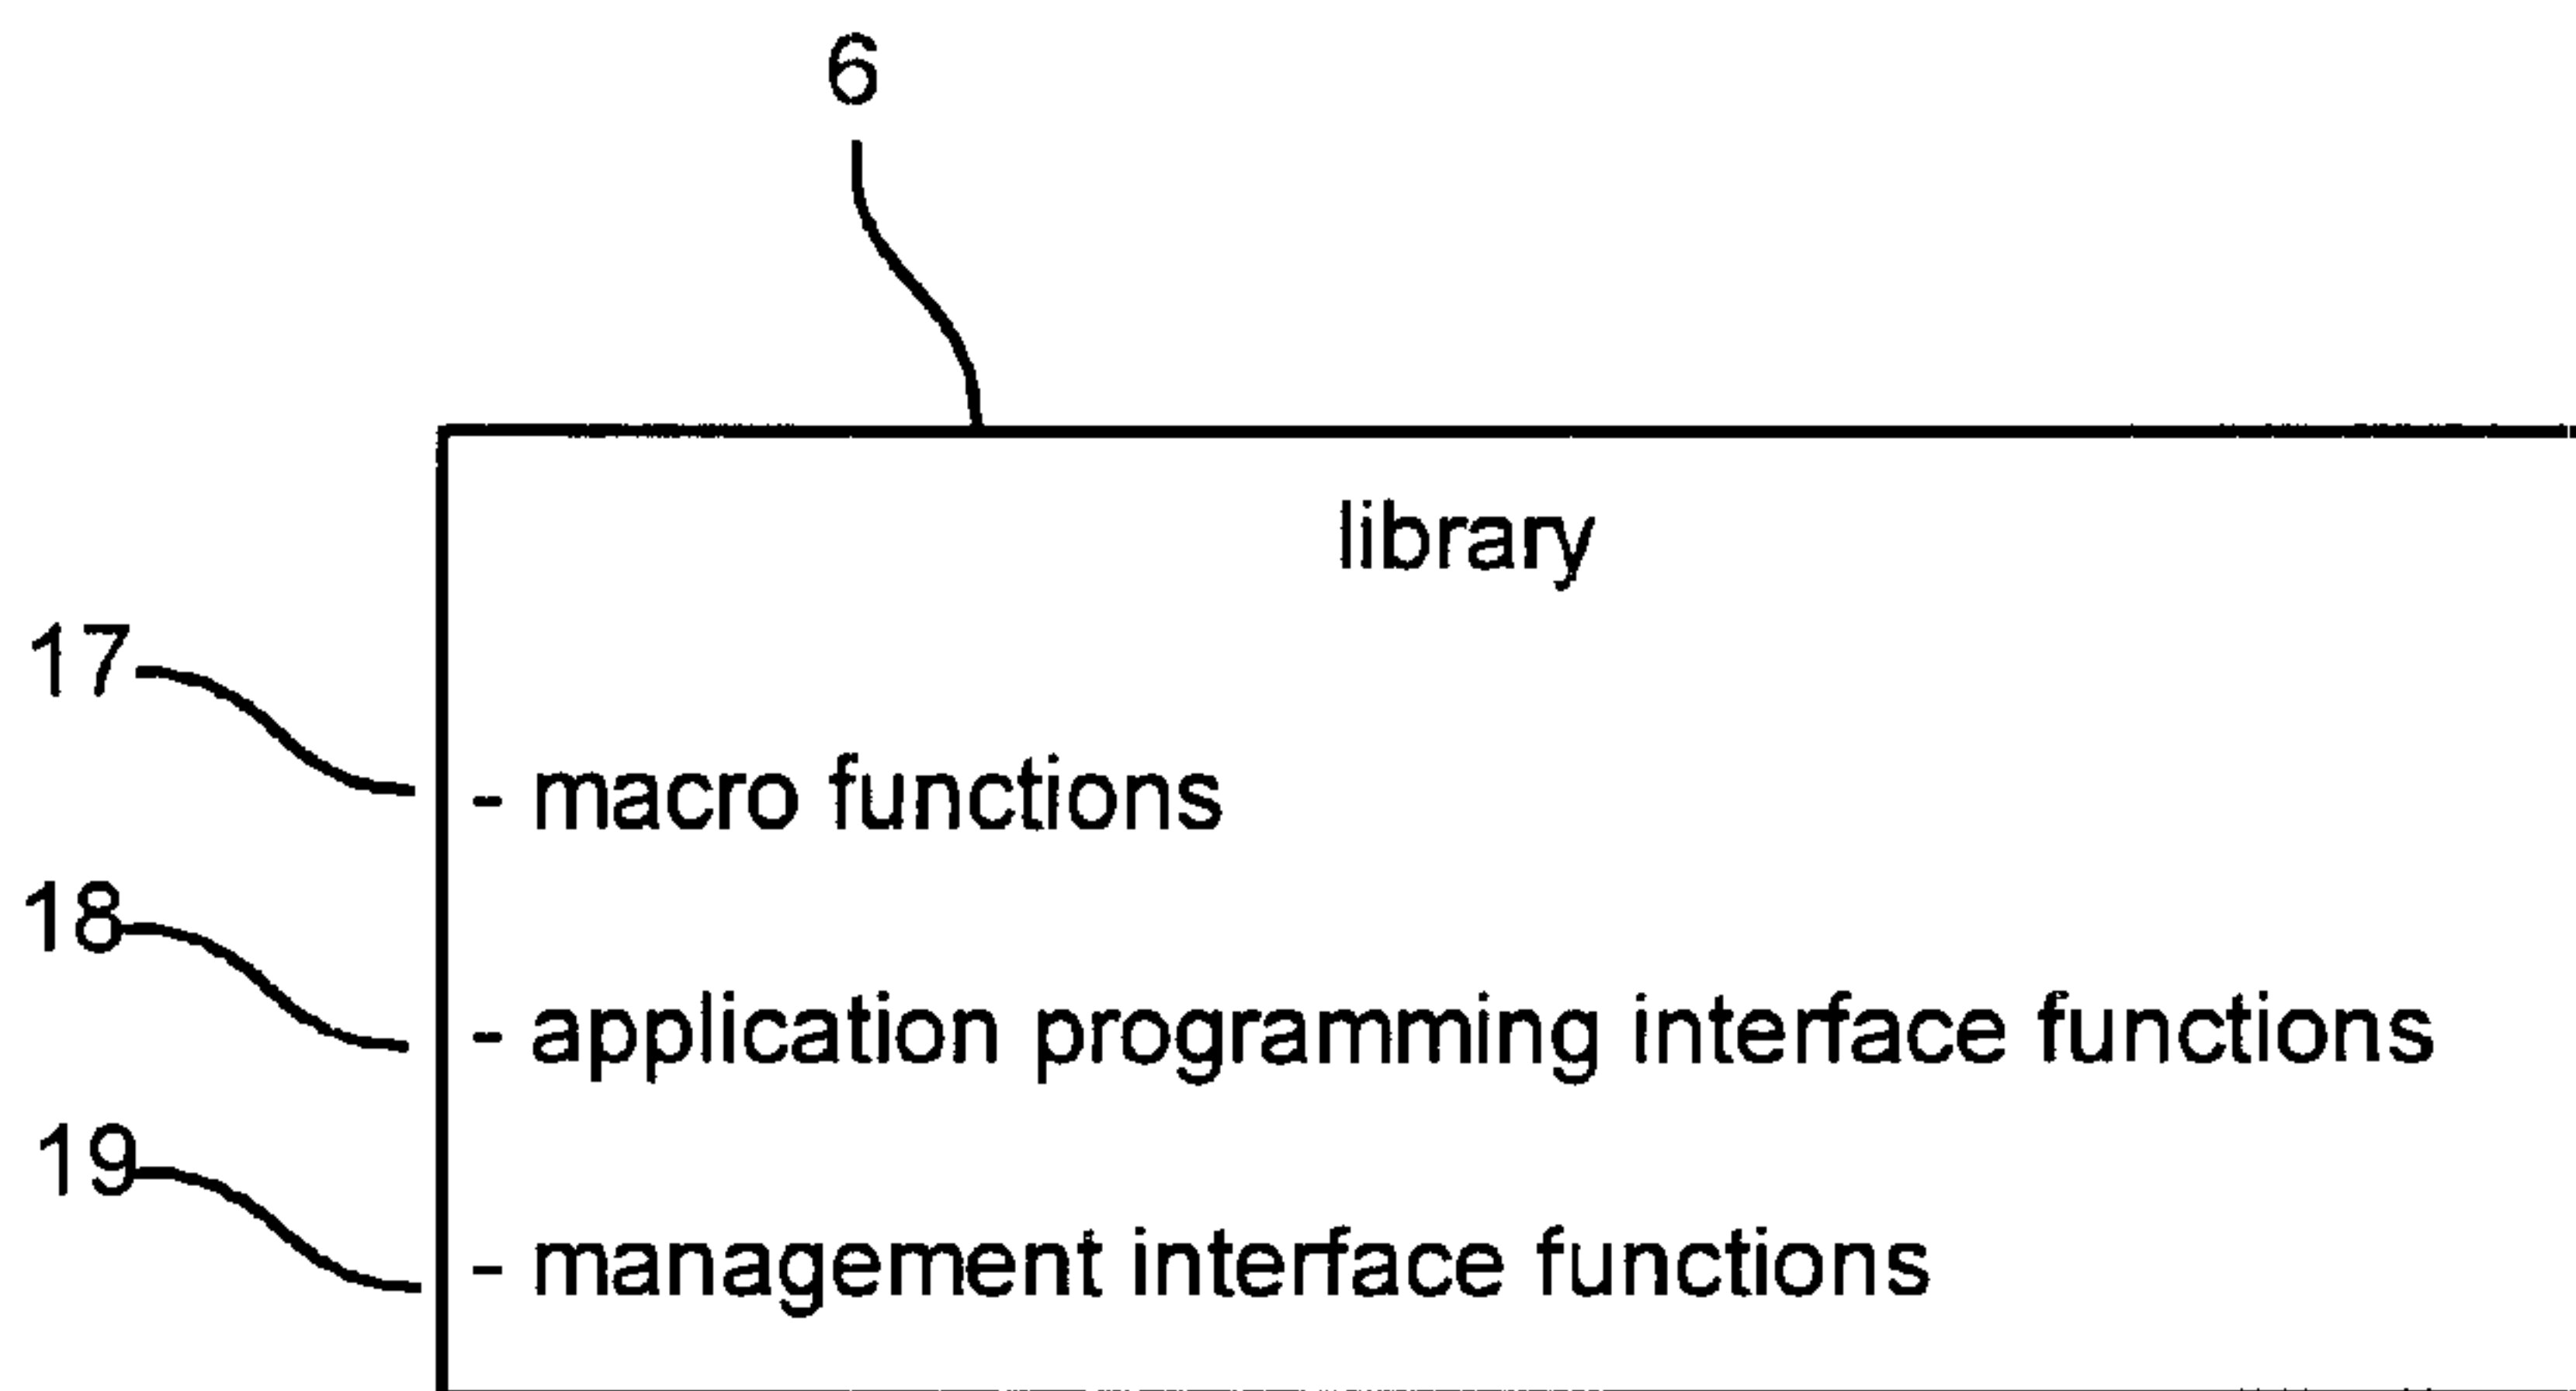 6
library
17
- macro functions
18
- application programming interface functions
19
- management interface functions